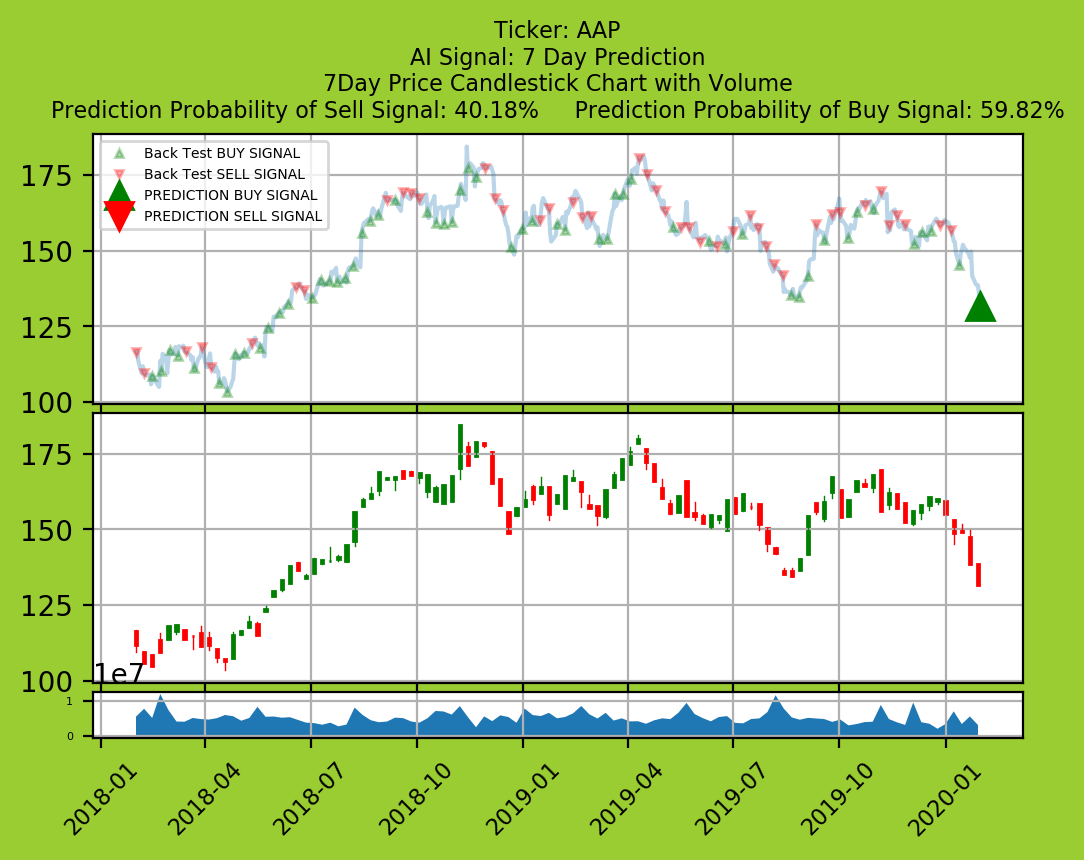 Ticker: AAP
AI Signal: 7 Day Prediction
7Day Price Candlestick Chart with Volume
Prediction Probability of Sell Signal: 40.18% Prediction Probability of Buy Signal: 59.82%
Back Test BUY SIGNAL
Back Test SELL SIGNAL
PREDICTION BUY SIGNAL
PREDICTION SELL SIGNAL
175
150
125
100
175
150
125
100
1e7
1
0
2018-01 2018-04 2018-07 2018-10 2019-01 2019-04 2019-07 2019-10 2020-01